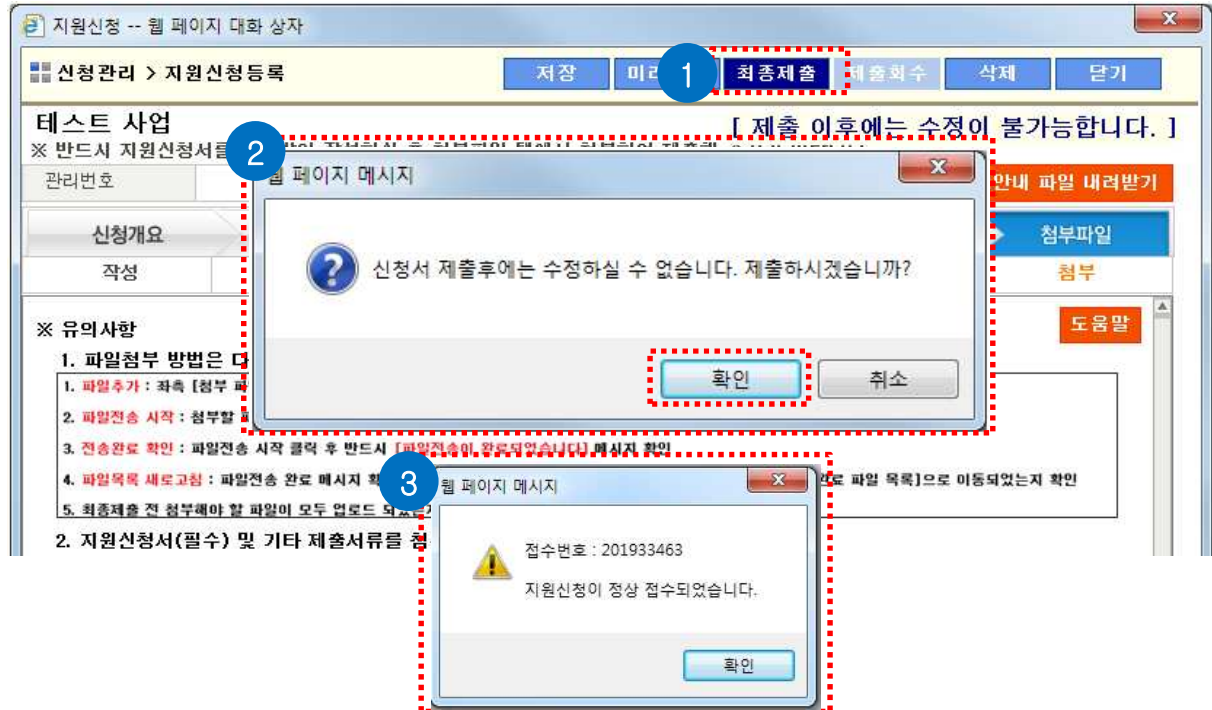 지원신청 -- 웹 페이지 대화 상자
신청관리 > 지원신청등록
저장
1
최종제출
제출회수
삭제
닫기
테스트 사업
[ 제출 이후에는 수정이 불가능합니다. ]
※ 반드시 지원신청서를
관리번호
안내 파일 내려받기
신청개요
첨부파일
작성
첨부
2
웹 페이지 메시지
신청서 제출후에는 수정하실 수 없습니다. 제출하시겠습니까?
확인
취소
※ 유의사항
도움말
1. 파일첨부 방법은
1. 파일추가 : 좌측 [첨부
2. 파일전송 시작 : 첨부할
3. 전송완료 확인 : 파일전송 시작 클릭 후 반드시 [파일전송이 완료되었습니다] 메시지 확인
4. 파일목록 새로고침 : 파일전송 완료 메시지
파일 목록]으로 이동되었는지 확인
5. 최종제출 전 첨부해야 할 파일이 모두 업로드
2. 지원신청서(필수) 및 기타 제출서류를
3
웹 페이지 메시지
접수번호 : 201933463
지원신청이 정상 접수되었습니다.
확인